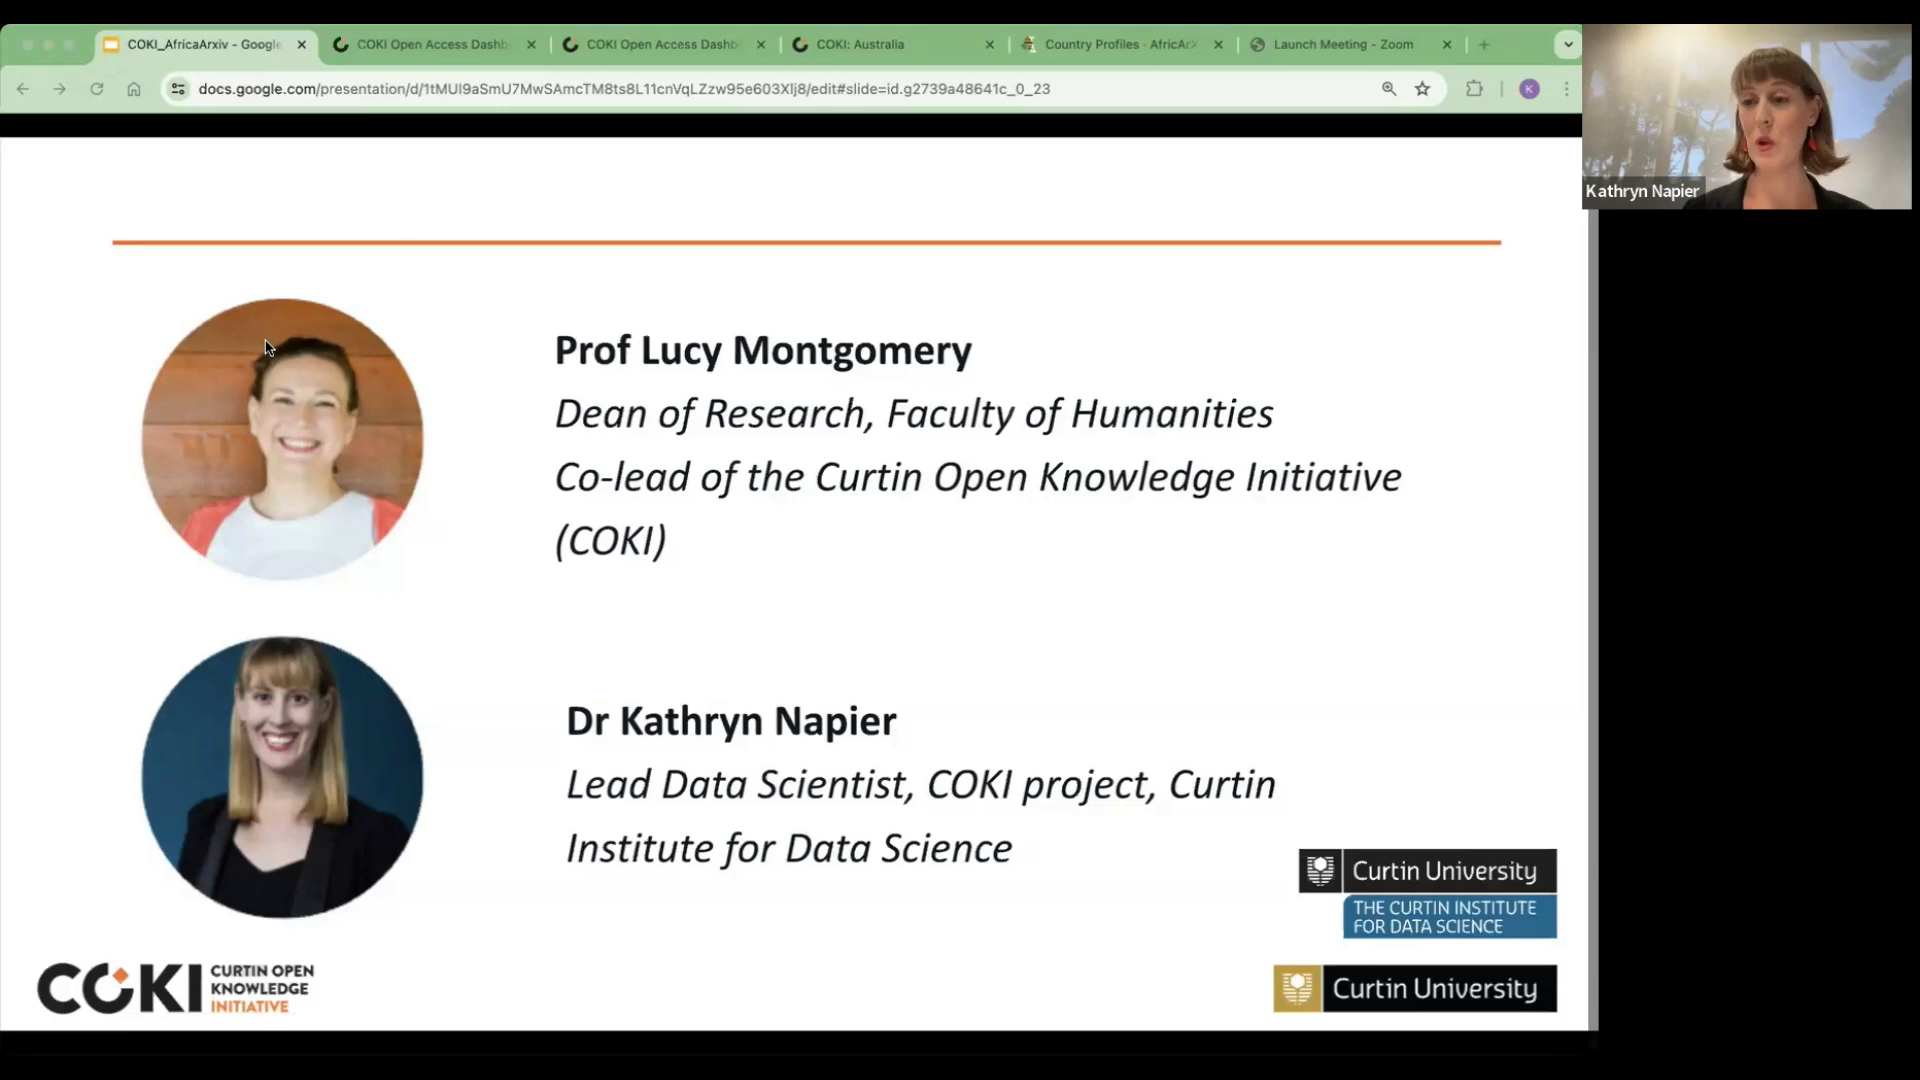 COKI_AfricaArxiv - Google
COKI Open Access Dashb
COKI Open Access Dashb
COKI: Australia
Country Profiles - AfricArX
Launch Meeting - Zoom
docs.google.com/presentation/d/1tMUI9aSmU7MwSAmcTM8ts8L11cnVqLZzw95e603Xlj8/edit#slide=id.g2739a48641c_0_23
K
Kathryn Napier
Prof Lucy Montgomery
Dean of Research, Faculty of Humanities
Co-lead of the Curtin Open Knowledge Initiative
(COKI)
Dr Kathryn Napier
Lead Data Scientist, COKI project, Curtin
Institute for Data Science
Curtin University
THE CURTIN INSTITUTE
FOR DATA SCIENCE
COKI
CURTIN OPEN
KNOWLEDGE
INITIATIVE
Curtin University